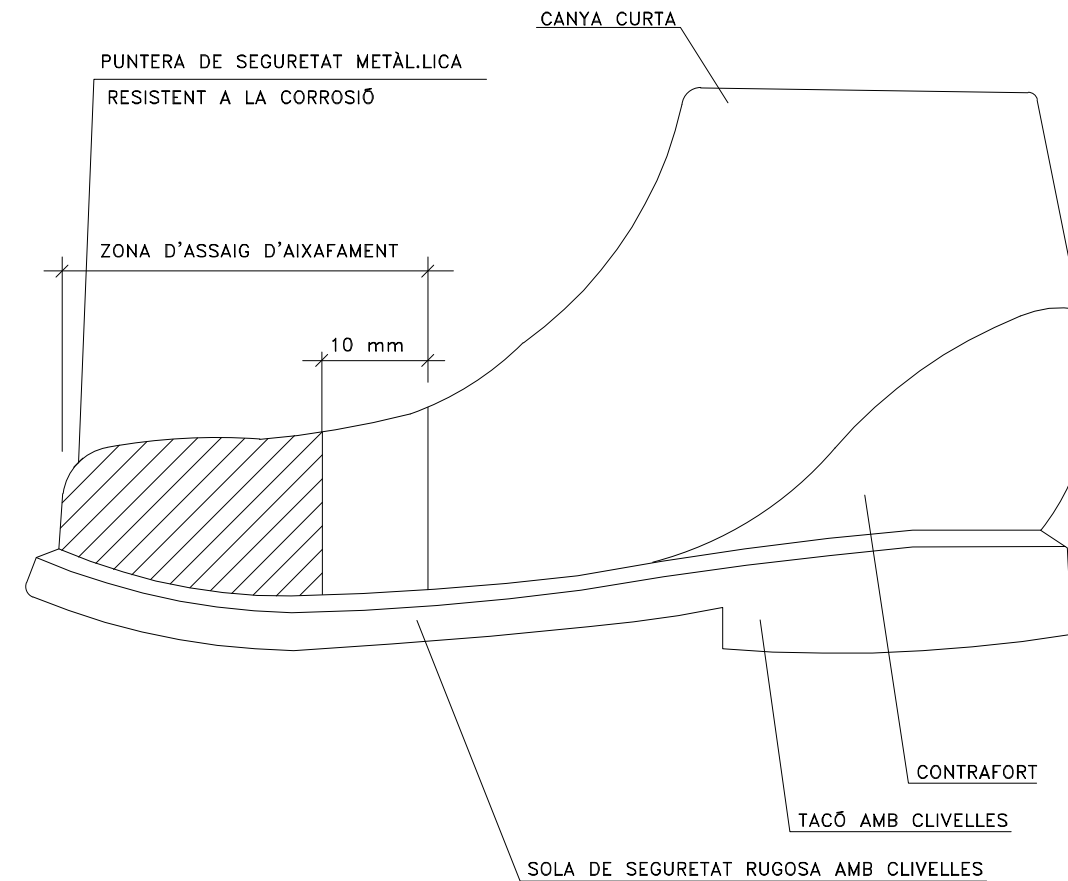 CANYA CURTA
PUNTERA DE SEGURETAT METÀL.LICA
RESISTENT A LA CORROSIÓ
ZONA D'ASSAIG D'AIXAFAMENT
10 mm
CONTRAFORT
TACÓ AMB CLIVELLES
SOLA DE SEGURETAT RUGOSA AMB CLIVELLES